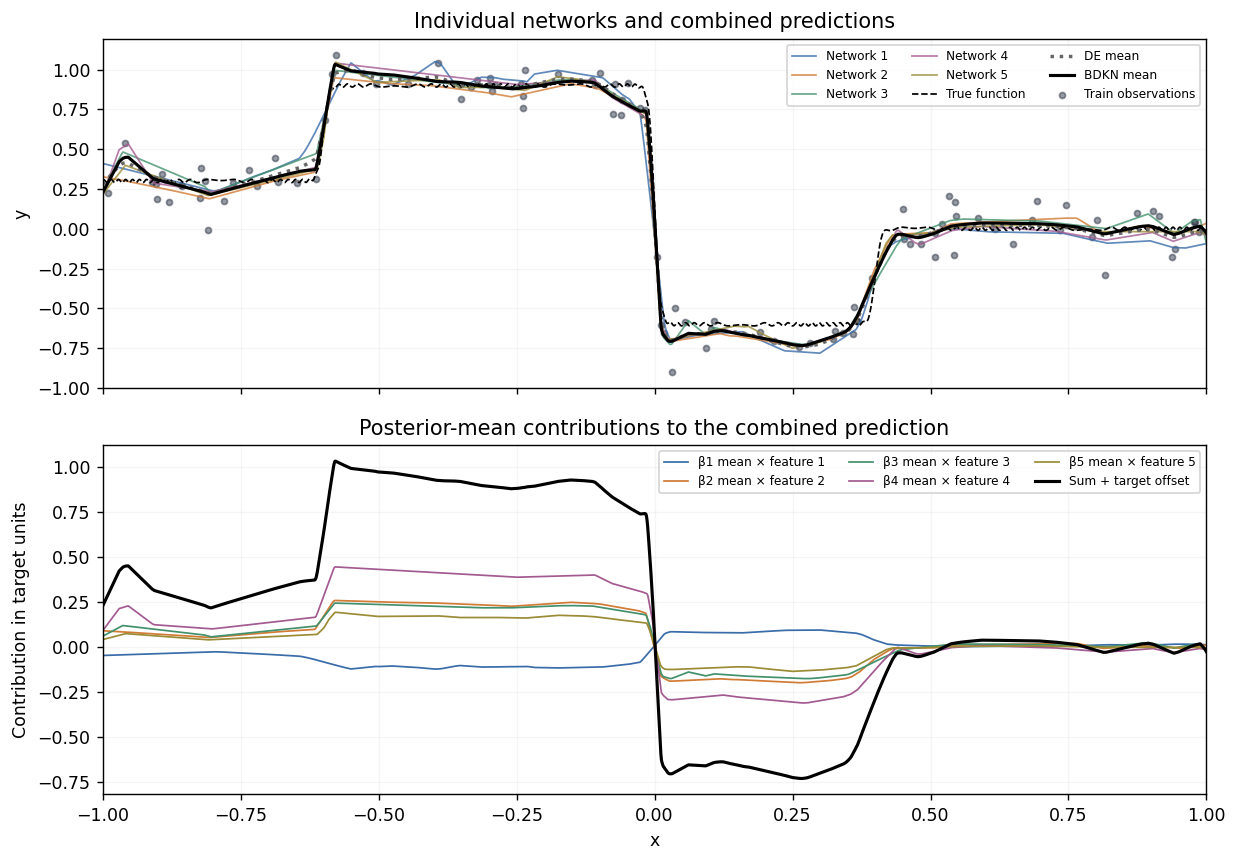 Individual networks and combined predictions
Network 1
Network 2
Network 3
Network 4
Network 5
True function
DE mean
BDKN mean
Train observations
1.00
0.75
0.50
0.25
0.00
−0.25
−0.50
−0.75
−1.00
y
Posterior-mean contributions to the combined prediction
β1 mean × feature 1
β2 mean × feature 2
β3 mean × feature 3
β4 mean × feature 4
β5 mean × feature 5
Sum + target offset
1.00
0.75
0.50
0.25
0.00
−0.25
−0.50
−0.75
Contribution in target units
−1.00
−0.75
−0.50
−0.25
0.00
0.25
0.50
0.75
1.00
x